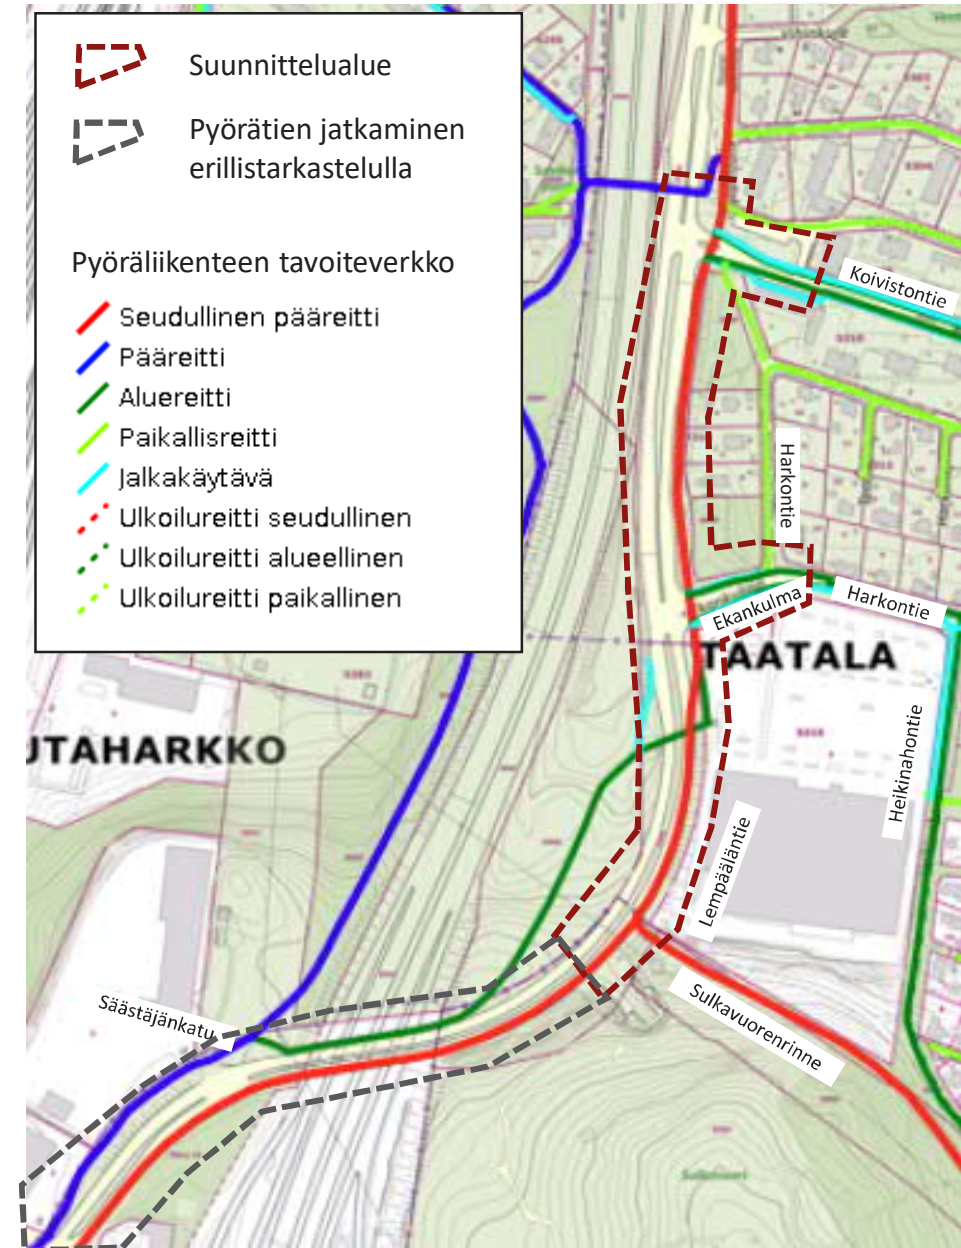 Suunnittelualue
Pyörätien jatkaminen
erillistarkastelulla
Pyöräliikenteen tavoiteverkko
Seudullinen pääreitti
Pääreitti
Aluereitti
Paikallisreitti
Jalkakäytävä
Ulkoilureitti seudullinen
Ulkoilureitti alueellinen
Ulkoilureitti paikallinen
Koivistontie
Harkontie
Ekankulma
Harkontie
TAATALA
UTAHARKKO
Heikinahontie
Lempääläntie
Säästäjänkatu
Sulkavuorenrinne